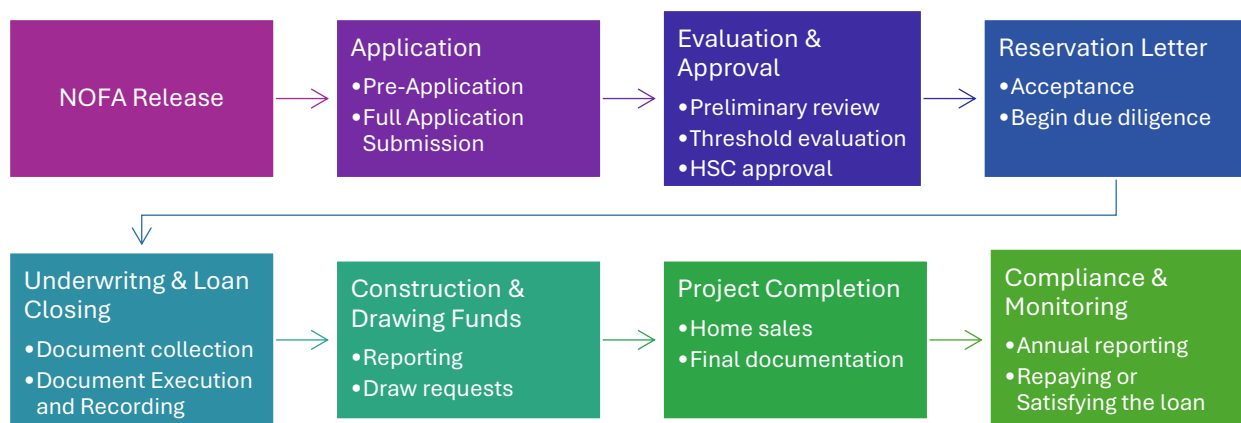 NOFA Release
Application
•Pre-Application
•Full Application
Submission
Evaluation &
Approval
•Preliminary review
•Threshold evaluation
•HSC approval
Reservation Letter
•Acceptance
•Begin due diligence
Underwritng & Loan
Closing
•Document collection
•Document Execution
and Recording
Construction &
Drawing Funds
•Reporting
•Draw requests
Project Completion
•Home sales
•Final documentation
Compliance &
Monitoring
•Annual reporting
•Repaying or
Satisfying the loan